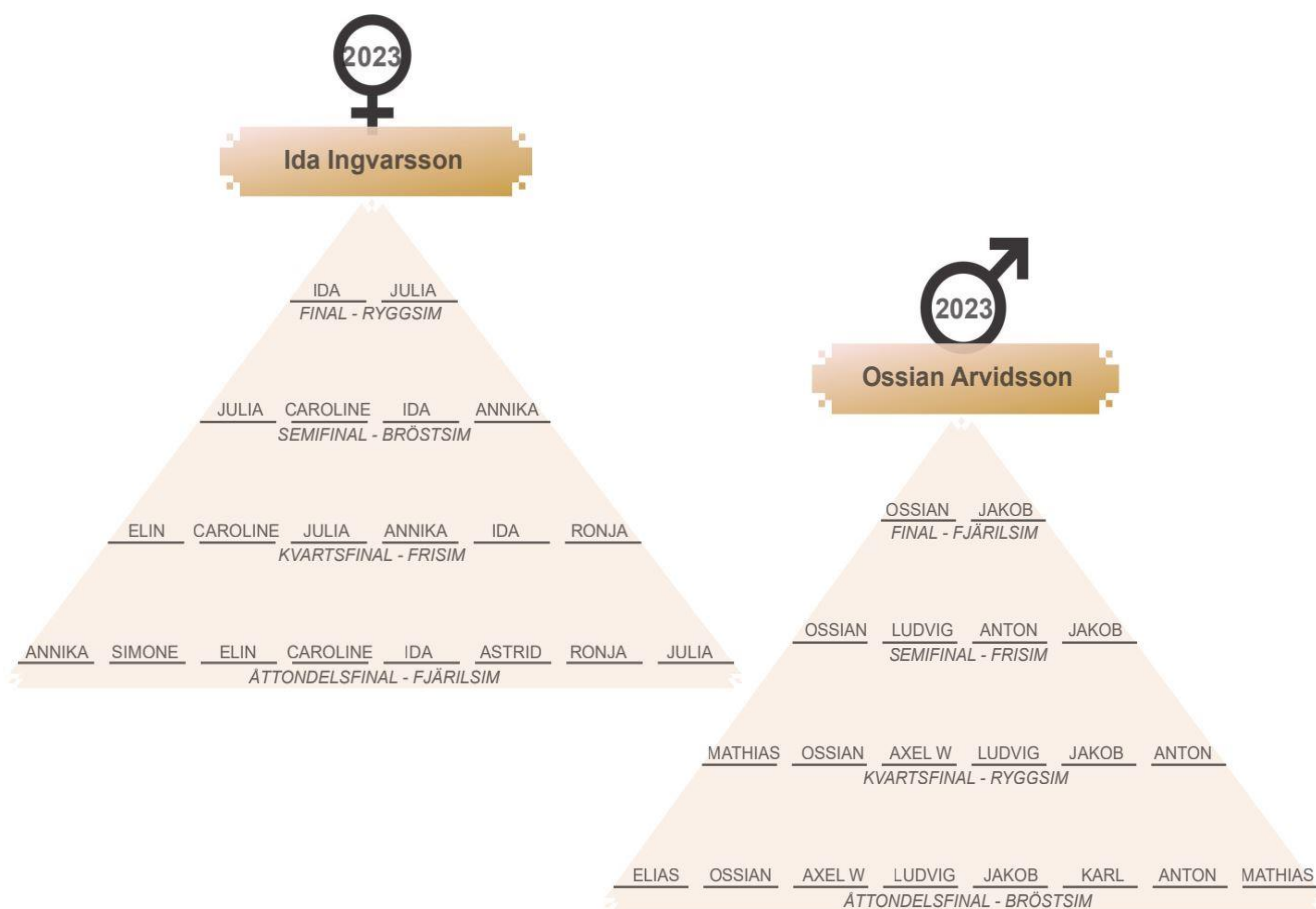 2023
Ida Ingvarsson
IDA JULIA
FINAL - RYGGSIM
JULIA CAROLINE IDA ANNIKA
SEMIFINAL - BRÖSTSIM
ELIN CAROLINE JULIA ANNIKA IDA RONJA
KVARTSFINAL - FRISIM
ANNIKA SIMONE ELIN CAROLINE IDA ASTRID RONJA JULIA
ÅTTONDELSFINAL - FJÄRILSIM
2023
Ossian Arvidsson
OSSIAN JAKOB
FINAL - FJÄRILSIM
OSSIAN LUDVIG ANTON JAKOB
SEMIFINAL - FRISIM
MATHIAS OSSIAN AXEL W LUDVIG JAKOB ANTON
KVARTSFINAL - RYGGSIM
ELIAS OSSIAN AXEL W LUDVIG JAKOB KARL ANTON MATHIAS
ÅTTONDELSFINAL - BRÖSTSIM